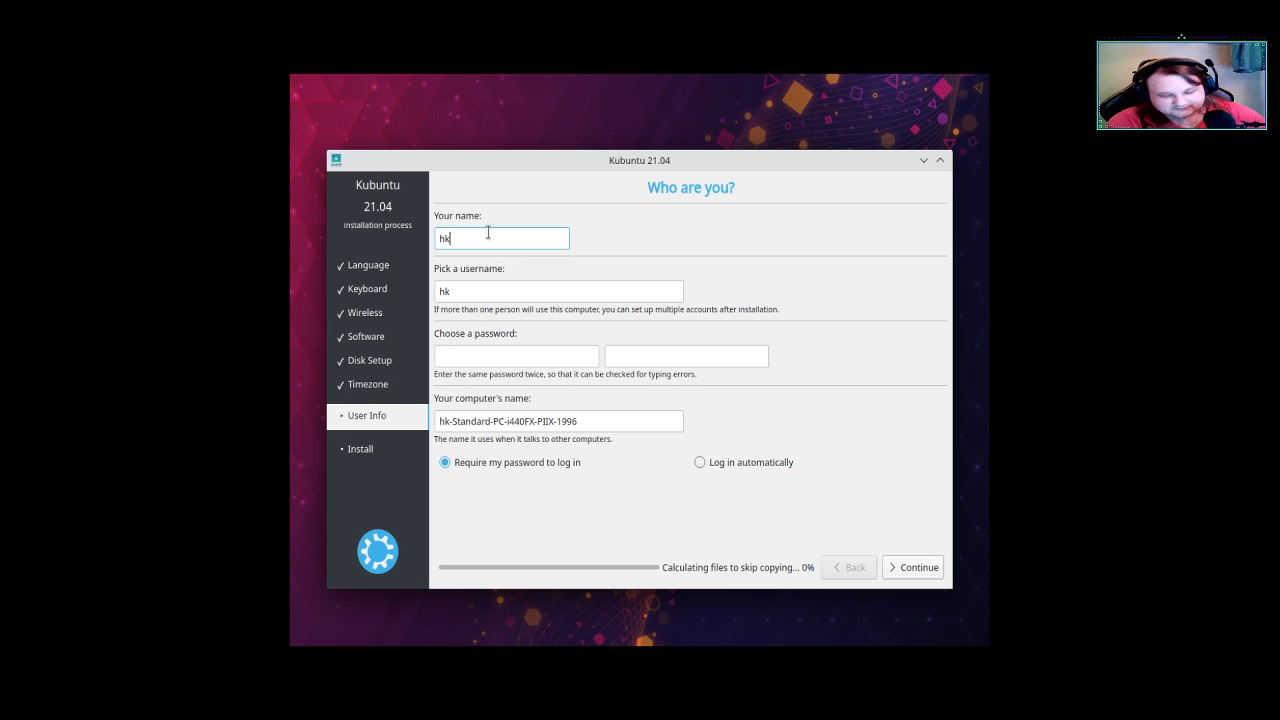 Kubuntu 21.04
Kubuntu
21.04
installation process
✓ Language
✓ Keyboard
✓ Wireless
✓ Software
✓ Disk Setup
✓ Timezone
User Info
Install
Who are you?
Your name:
hk
Pick a username:
hk
If more than one person will use this computer, you can set up multiple accounts after installation.
Choose a password:
Enter the same password twice, so that it can be checked for typing errors.
Your computer's name:
hk-Standard-PC-i440FX-PIIX-1996
The name it uses when it talks to other computers.
Require my password to log in
Log in automatically
Calculating files to skip copying... 0%
Back
Continue